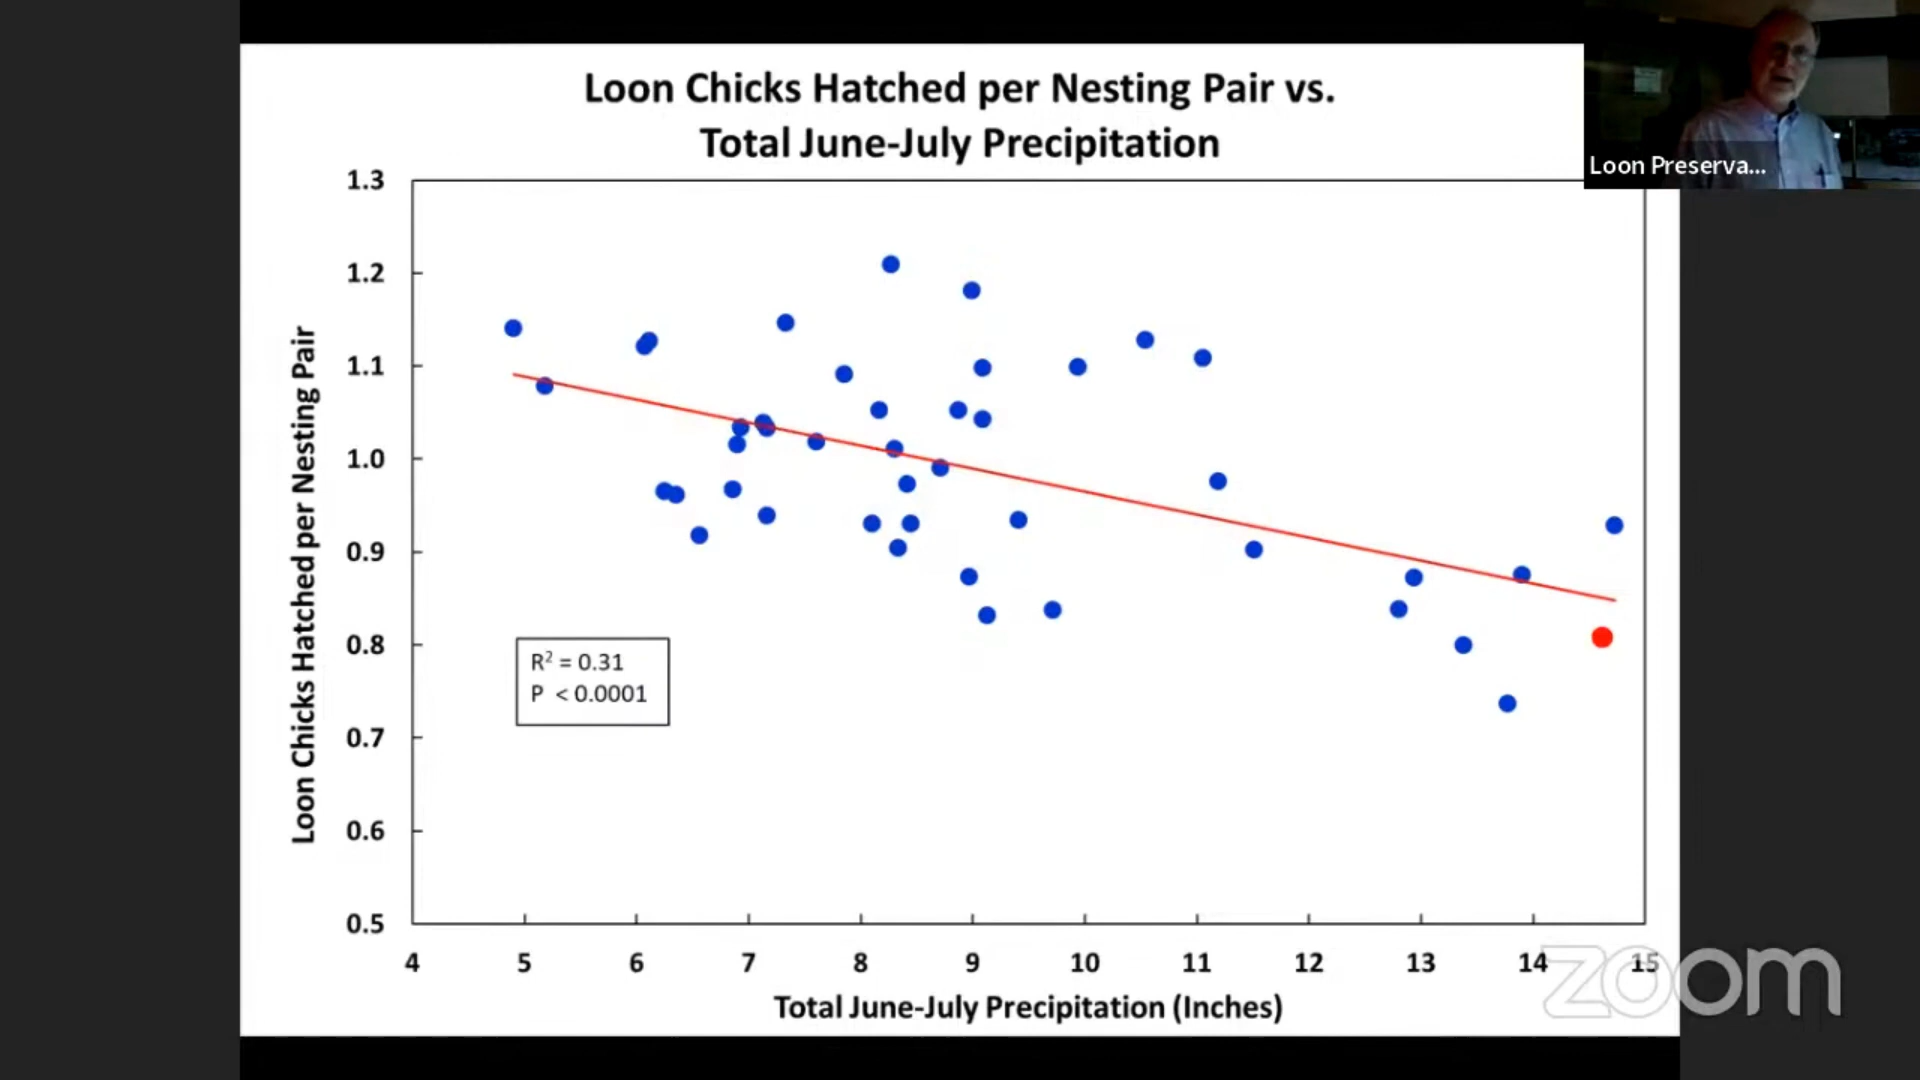 Loon Chicks Hatched per Nesting Pair vs.
Total June-July Precipitation
Loon Preserva...
1.3
1.2
1.1
1.0
0.9
0.8
0.7
0.6
0.5
Loon Chicks Hatched per Nesting Pair
R² = 0.31
P < 0.0001
4 5 6 7 8 9 10 11 12 13 14 15
Total June-July Precipitation (Inches)
zoom